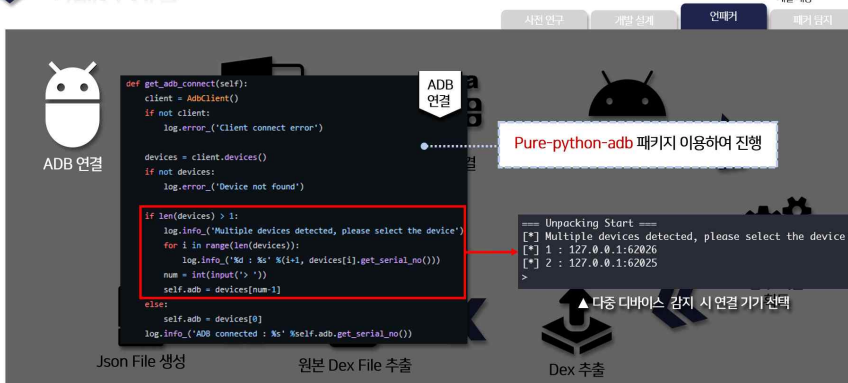 사전 연구
개발 설계
언패커
패커 탐지
def get_adb_connect(self):
client = AdbClient()
if not client:
log.error_('Client connect error')
devices = client.devices()
if not devices:
log.error_('Device not found')
if len(devices) > 1:
log.info_('Multiple devices detected, please select the device')
for i in range(len(devices)):
log.info_('%d : %s' %(i+1, devices[i].get_serial_no()))
num = int(input('> '))
self.adb = devices[num-1]
else:
self.adb = devices[0]
log.info_('ADB connected : %s' %self.adb.get_serial_no())
ADB
연결
ADB 연결
Pure-python-adb 패키지 이용하여 진행
=== Unpacking Start ===
[*] Multiple devices detected, please select the device
[*] 1 : 127.0.0.1:62026
[*] 2 : 127.0.0.1:62025
>
▲ 다중 디바이스 감지 시 연결 기기 선택
Json File 생성
원본 Dex File 추출
Dex 추출